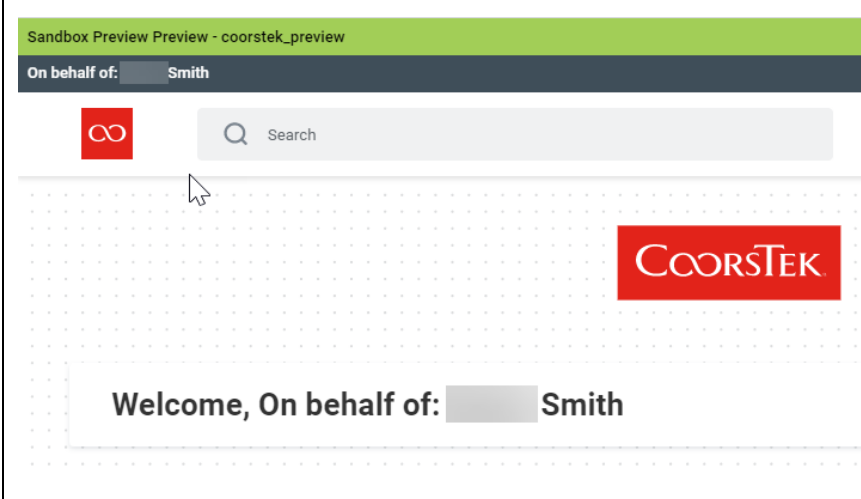 Sandbox Preview Preview - coorstek_preview
On behalf of: Smith
Search
COORSTEK
Welcome, On behalf of: Smith